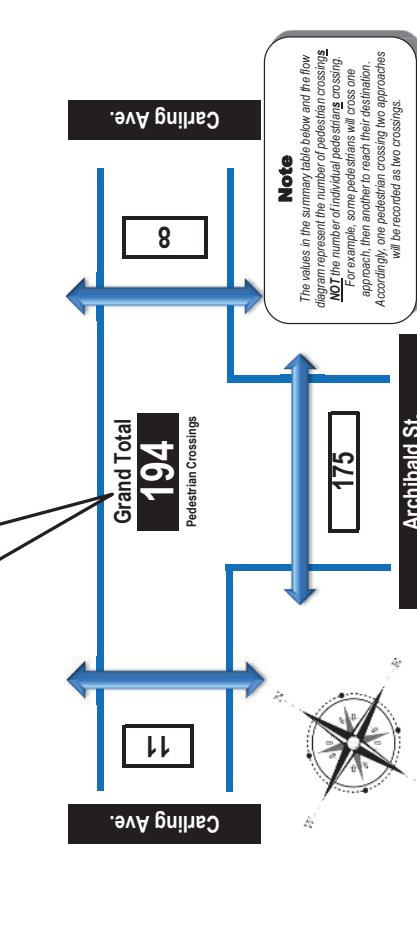 Carling Ave.
8
Grand Total
194
Pedestrian Crossings
Note
The values in the summary table below and the flow
diagram represent the number of pedestrian crossings
NOT the number of individual pedestrians crossing.
For example, some pedestrians will cross one
approach, then another to reach their destination.
Accordingly, one pedestrian crossing two approaches
will be recorded as two crossings.
175
Archibald St.
11
Carling Ave.